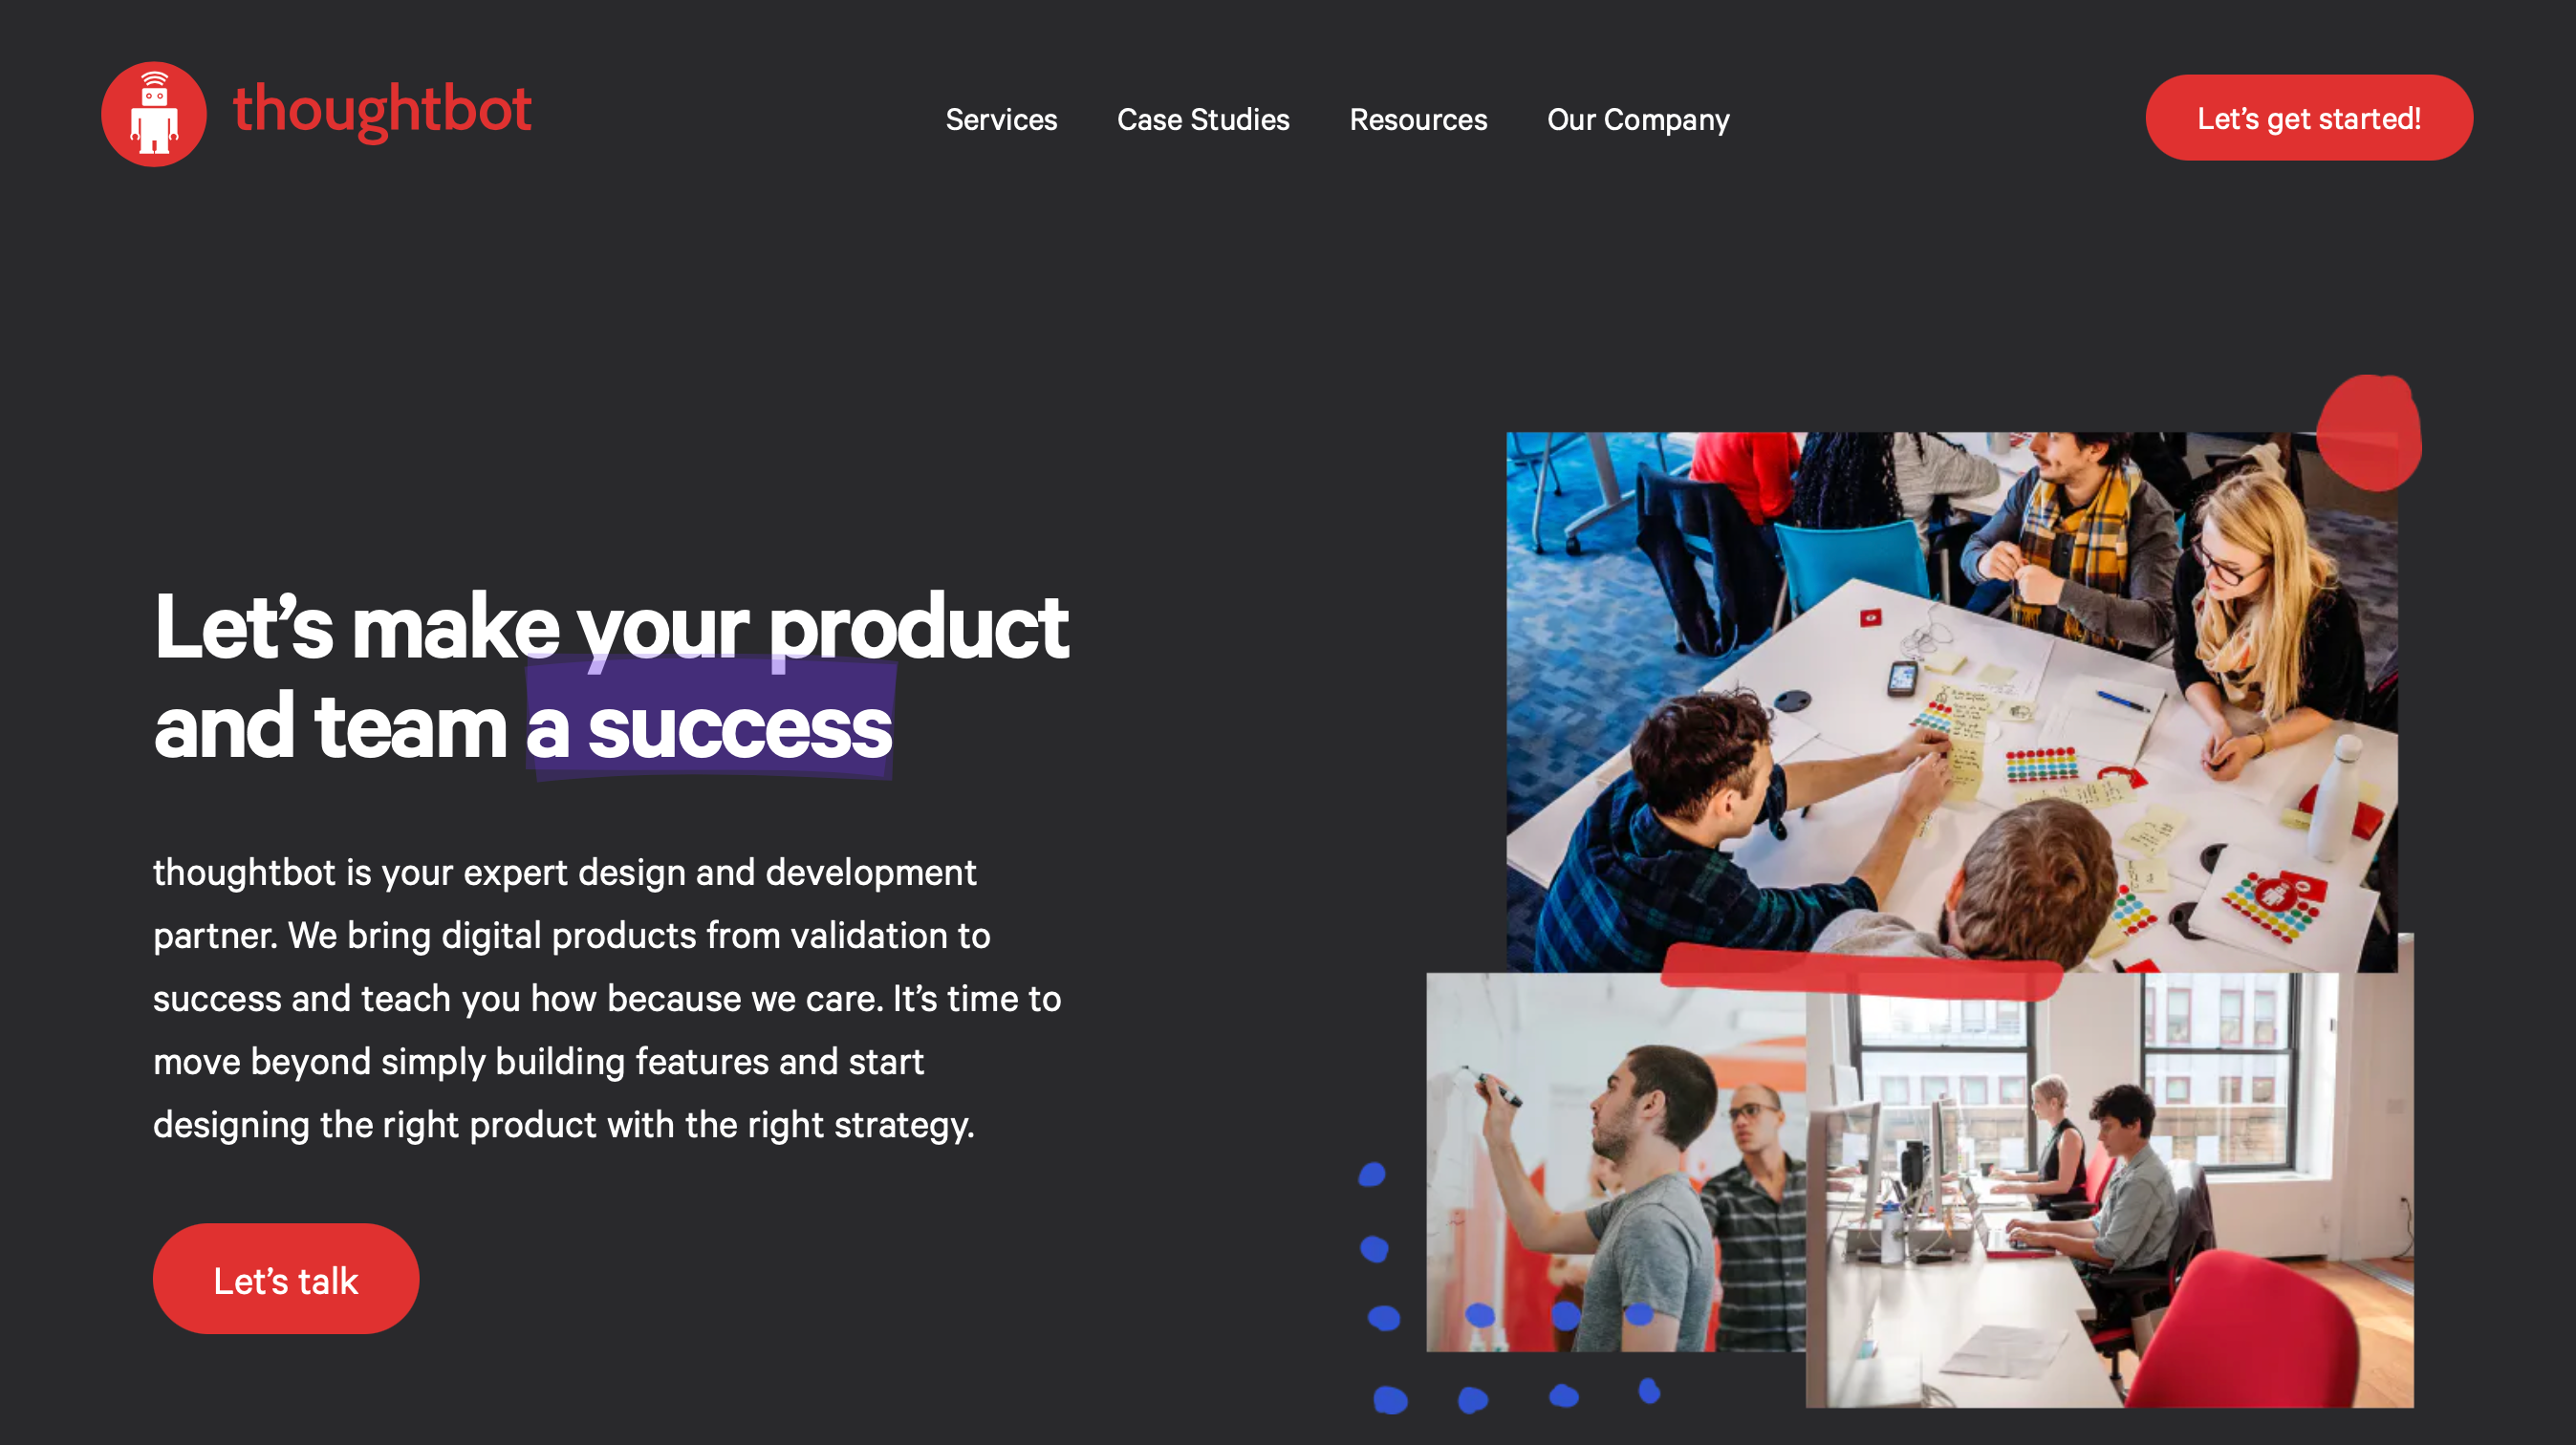 thoughtbot
Services
Case Studies
Resources
Our Company
Let’s get started!
Let’s make your product
and team a success
thoughtbot is your expert design and development
partner. We bring digital products from validation to
success and teach you how because we care. It’s time to
move beyond simply building features and start
designing the right product with the right strategy.
Let’s talk